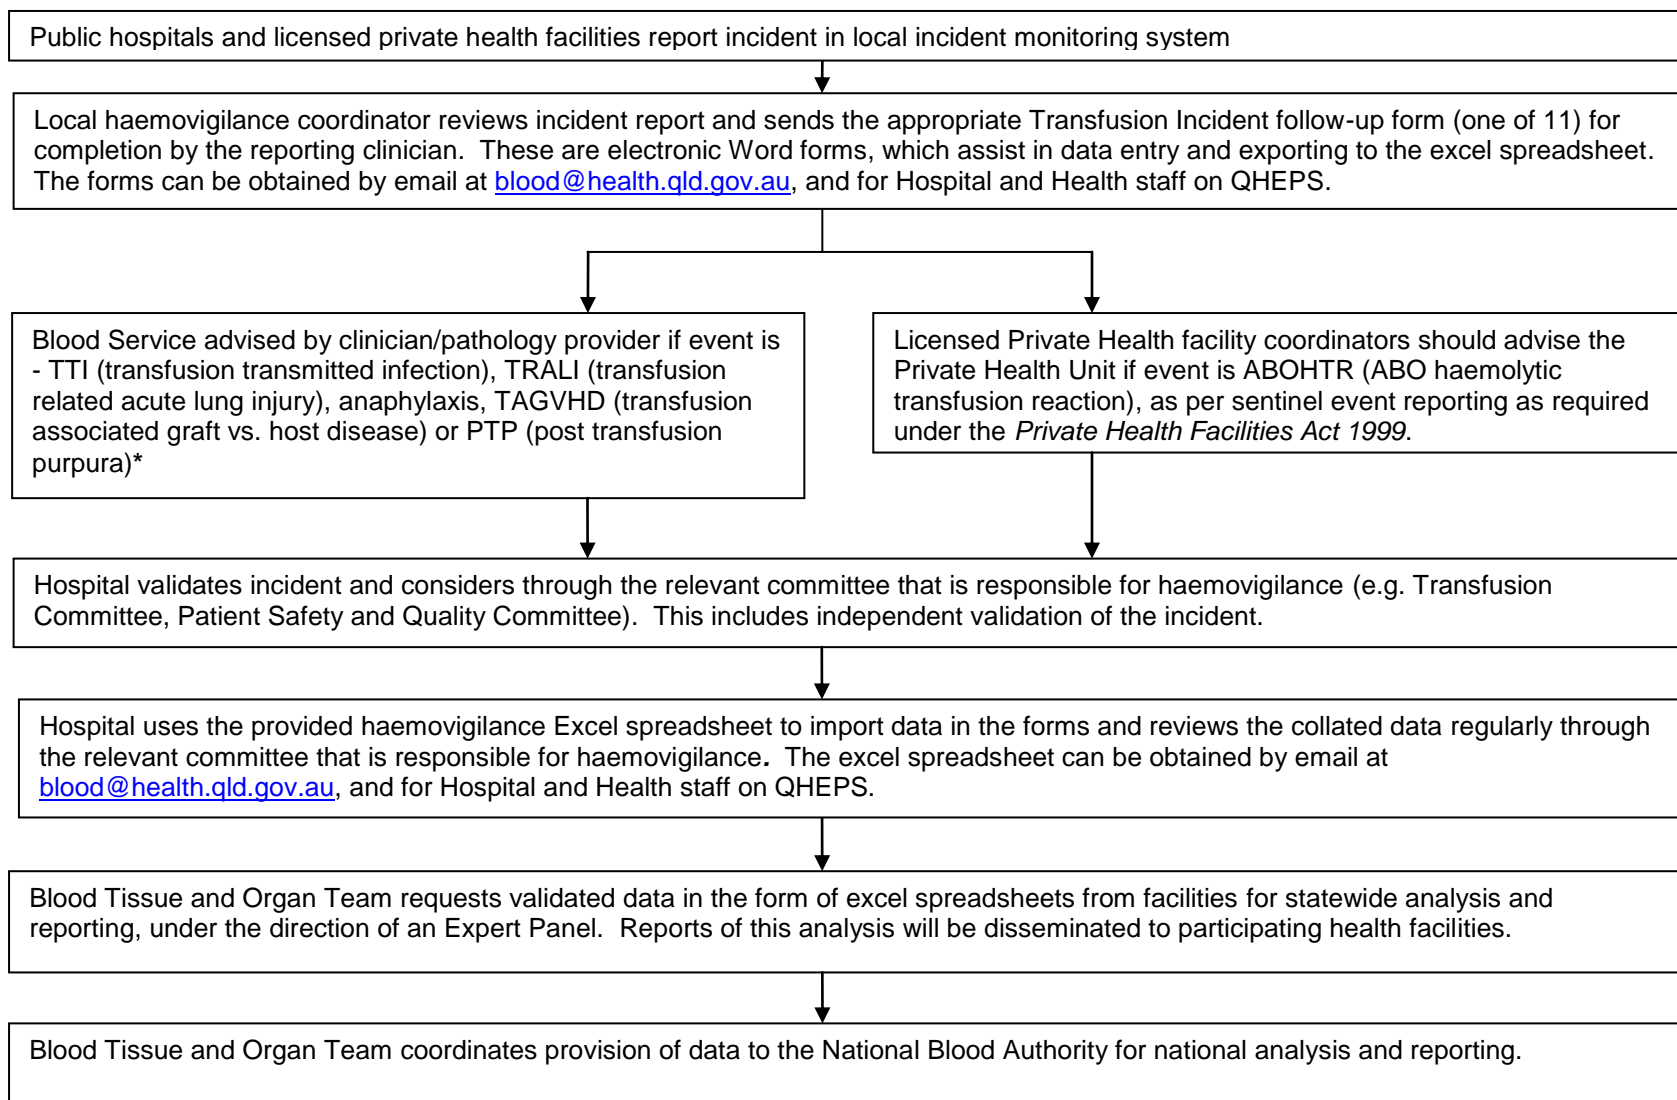 Public hospitals and licensed private health facilities report incident in local incident monitoring system
Local haemovigilance coordinator reviews incident report and sends the appropriate Transfusion Incident follow-up form (one of 11) for
completion by the reporting clinician.  These are electronic Word forms, which assist in data entry and exporting to the excel spreadsheet.
The forms can be obtained by email at blood@health.qld.gov.au, and for Hospital and Health staff on QHEPS.
Blood Service advised by clinician/pathology provider if event is
- TTI (transfusion transmitted infection), TRALI (transfusion
related acute lung injury), anaphylaxis, TAGVHD (transfusion
associated graft vs. host disease) or PTP (post transfusion
purpura)*
Licensed Private Health facility coordinators should advise the
Private Health Unit if event is ABOHTR (ABO haemolytic
transfusion reaction), as per sentinel event reporting as required
under the Private Health Facilities Act 1999.
Hospital validates incident and considers through the relevant committee that is responsible for haemovigilance (e.g. Transfusion
Committee, Patient Safety and Quality Committee).  This includes independent validation of the incident.
Hospital uses the provided haemovigilance Excel spreadsheet to import data in the forms and reviews the collated data regularly through
the relevant committee that is responsible for haemovigilance.  The excel spreadsheet can be obtained by email at
blood@health.qld.gov.au, and for Hospital and Health staff on QHEPS.
Blood Tissue and Organ Team requests validated data in the form of excel spreadsheets from facilities for statewide analysis and
reporting, under the direction of an Expert Panel.  Reports of this analysis will be disseminated to participating health facilities.
Blood Tissue and Organ Team coordinates provision of data to the National Blood Authority for national analysis and reporting.